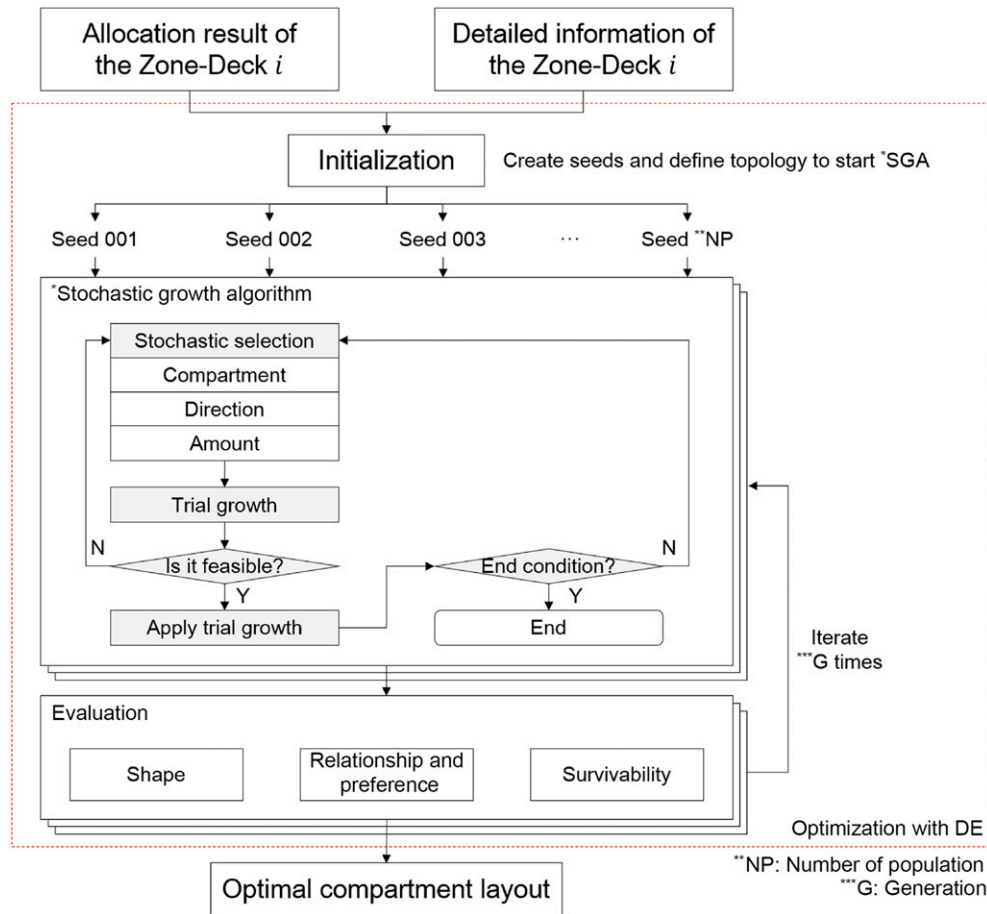 Allocation result of
the Zone-Deck i
Detailed information of
the Zone-Deck i
Initialization
Create seeds and define topology to start *SGA
Seed 001
Seed 002
Seed 003
...
Seed **NP
*Stochastic growth algorithm
Stochastic selection
Compartment
Direction
Amount
Trial growth
N
Is it feasible?
Y
Apply trial growth
End condition?
N
Y
End
Iterate
***G times
Evaluation
Shape
Relationship and
preference
Survivability
Optimization with DE
**NP: Number of population
***G: Generation
Optimal compartment layout